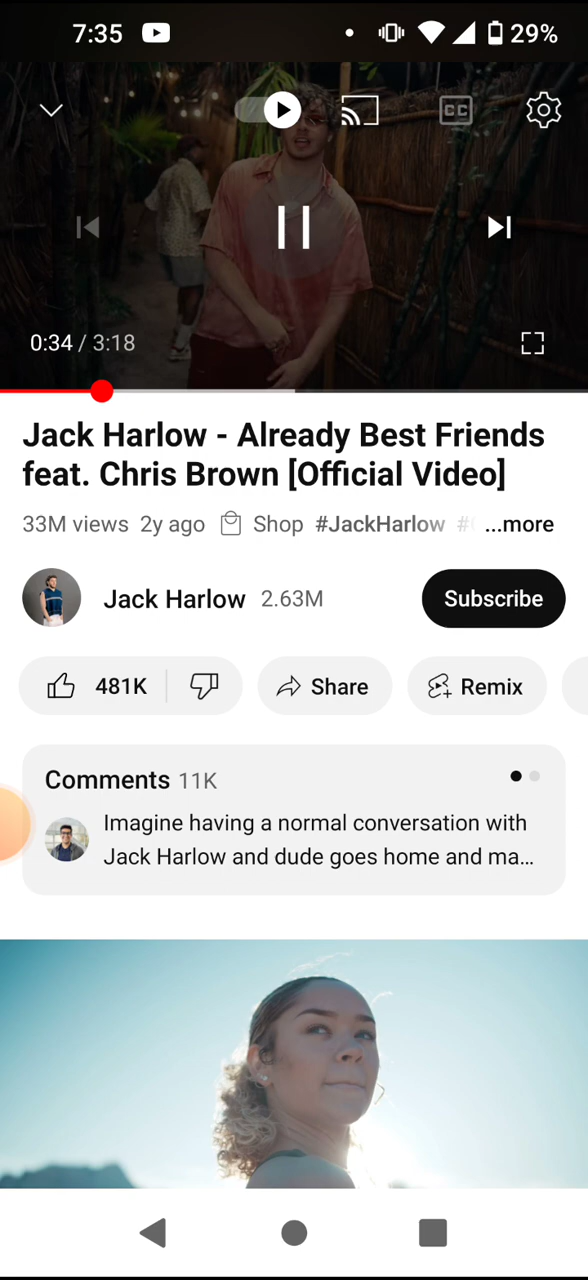 7:35
29%
CC
0:34 / 3:18
Jack Harlow - Already Best Friends
feat. Chris Brown [Official Video]
33M views 2y ago Shop #JackHarlow # ...more
Jack Harlow 2.63M
Subscribe
481K Share Remix
Comments 11K
Imagine having a normal conversation with
Jack Harlow and dude goes home and ma...